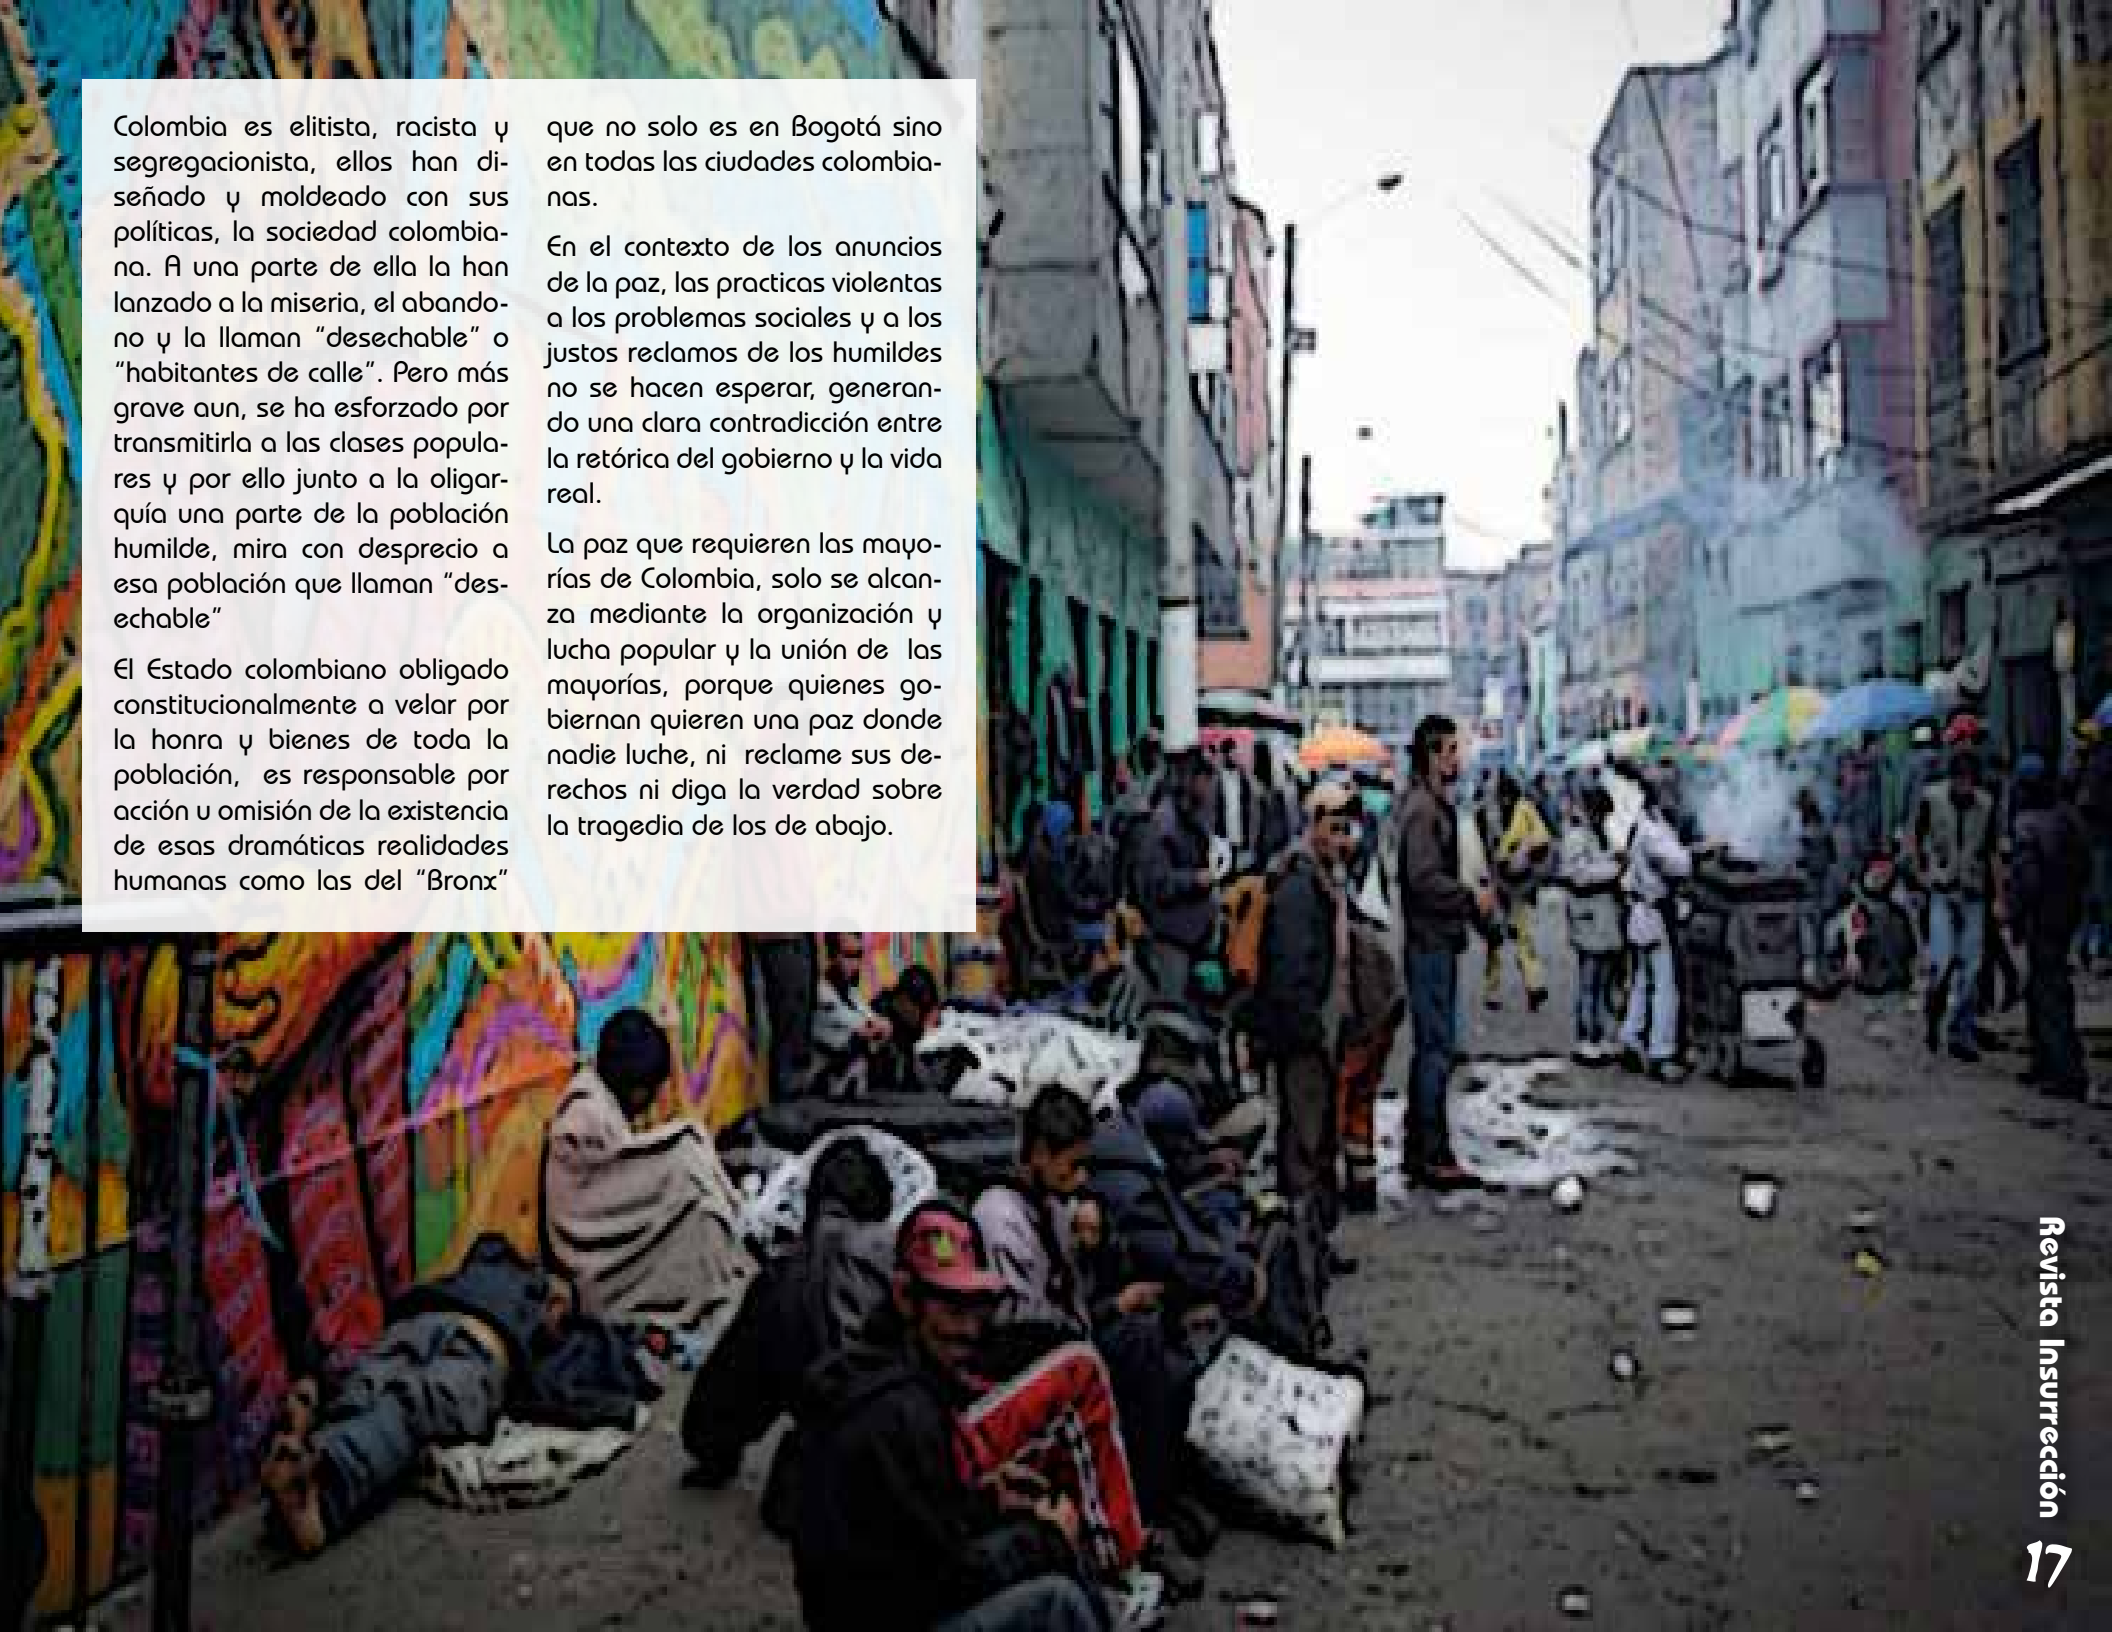 Colombia es elitista, racista y
segregacionista, ellos han di-
señado y moldeado con sus
políticas, la sociedad colombia-
na. A una parte de ella la han
lanzado a la miseria, el abando-
no y la llaman “desechable” o
“habitantes de calle”. Pero más
grave aun, se ha esforzado por
transmitirla a las clases popula-
res y por ello junto a la oligar-
quía una parte de la población
humilde, mira con desprecio a
esa población que llaman “des-
echable”
El Estado colombiano obligado
constitucionalmente a velar por
la honra y bienes de toda la
población, es responsable por
acción u omisión de la existencia
de esas dramáticas realidades
humanas como las del “Bronx”
que no solo es en Bogotá sino
en todas las ciudades colombia-
nas.
En el contexto de los anuncios
de la paz, las practicas violentas
a los problemas sociales y a los
justos reclamos de los humildes
no se hacen esperar, generan-
do una clara contradicción entre
la retórica del gobierno y la vida
real.
La paz que requieren las mayo-
rías de Colombia, solo se alcan-
za mediante la organización y
lucha popular y la unión de las
mayorías, porque quienes go-
biernan quieren una paz donde
nadie luche, ni reclame sus de-
rechos ni diga la verdad sobre
la tragedia de los de abajo.
Revista Insurrección
17